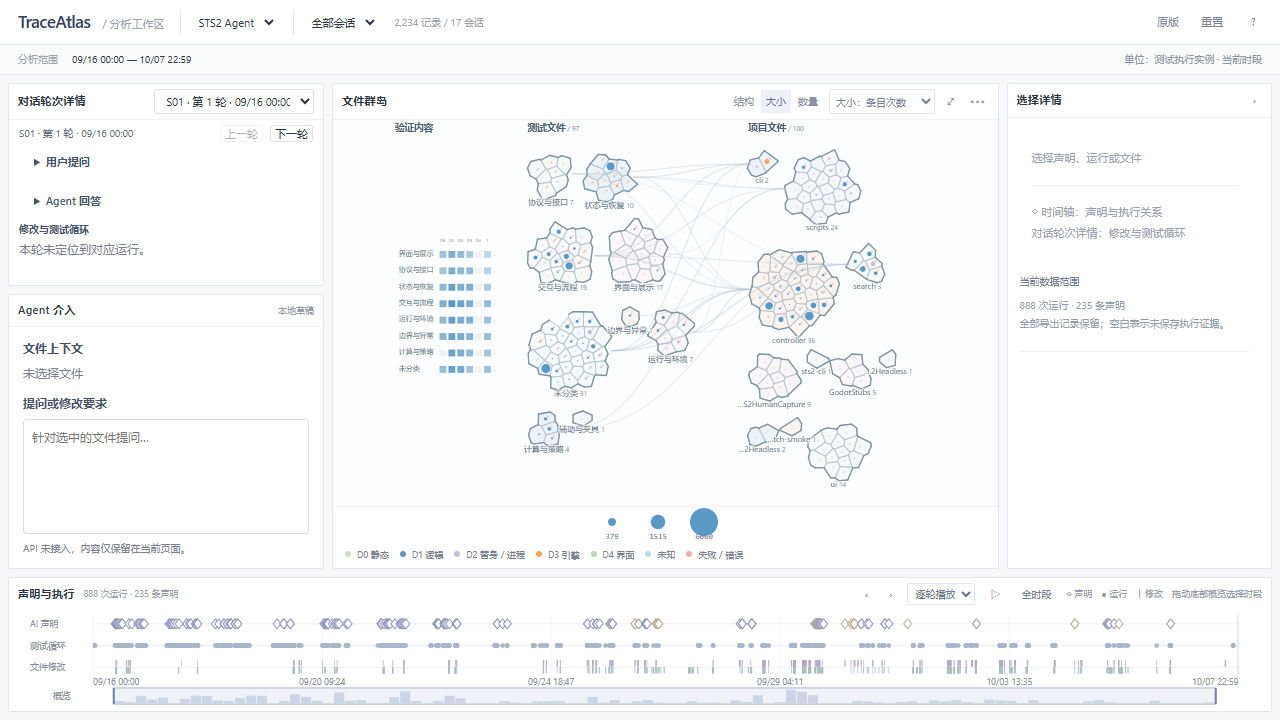 TraceAtlas / 分析工作区 STS2 Agent 全部会话 2,234 记录 / 17 会话 原版 重置 ?
分析范围 09/16 00:00 — 10/07 22:59 单位：测试执行实例 · 当前时段
对话轮次详情 S01 · 第 1 轮 · 09/16 00:00
S01 · 第 1 轮 · 09/16 00:00 上一轮 下一轮
用户提问
Agent 回答
修改与测试循环
本轮未定位到对应运行。
Agent 介入 本地草稿
文件上下文
未选择文件
提问或修改要求
针对选中的文件提问...
API 未接入，内容仅保留在当前页面。
文件群岛 结构 大小 数量 大小：条目次数
验证内容 测试文件 / 97 项目文件 / 100
界面与展示
协议与接口
状态与恢复
交互与流程
运行与环境
边界与异常
计算与策略
未分类
协议与接口 7
状态与恢复 10
交互与流程 19
界面与展示 17
边界与异常
运行与环境 7
未分类 31
辅助与夹具 1
计算与策略 4
cli 2
scripts 24
search 5
controller 36
sts2-cli 1
...2Headless 1
GodotStubs 5
...S2HumanCapture 9
...tch-smoke 1
...2Headless 2
ui 14
379 1515 6060
D0 静态 D1 逻辑 D2 替身 / 进程 D3 引擎 D4 界面 未知 失败 / 错误
选择详情
选择声明、运行或文件
时间轴：声明与执行关系
对话轮次详情：修改与测试循环
当前数据范围
888 次运行 · 235 条声明
全部导出记录保留；空白表示未保存执行证据。
声明与执行 888 次运行 · 235 条声明 逐轮播放 全时段 声明 运行 修改 拖动底部概览选择时段
AI 声明
测试循环
文件修改
09/16 00:00 09/20 09:24 09/24 18:47 09/29 04:11 10/03 13:35 10/07 22:59
概览